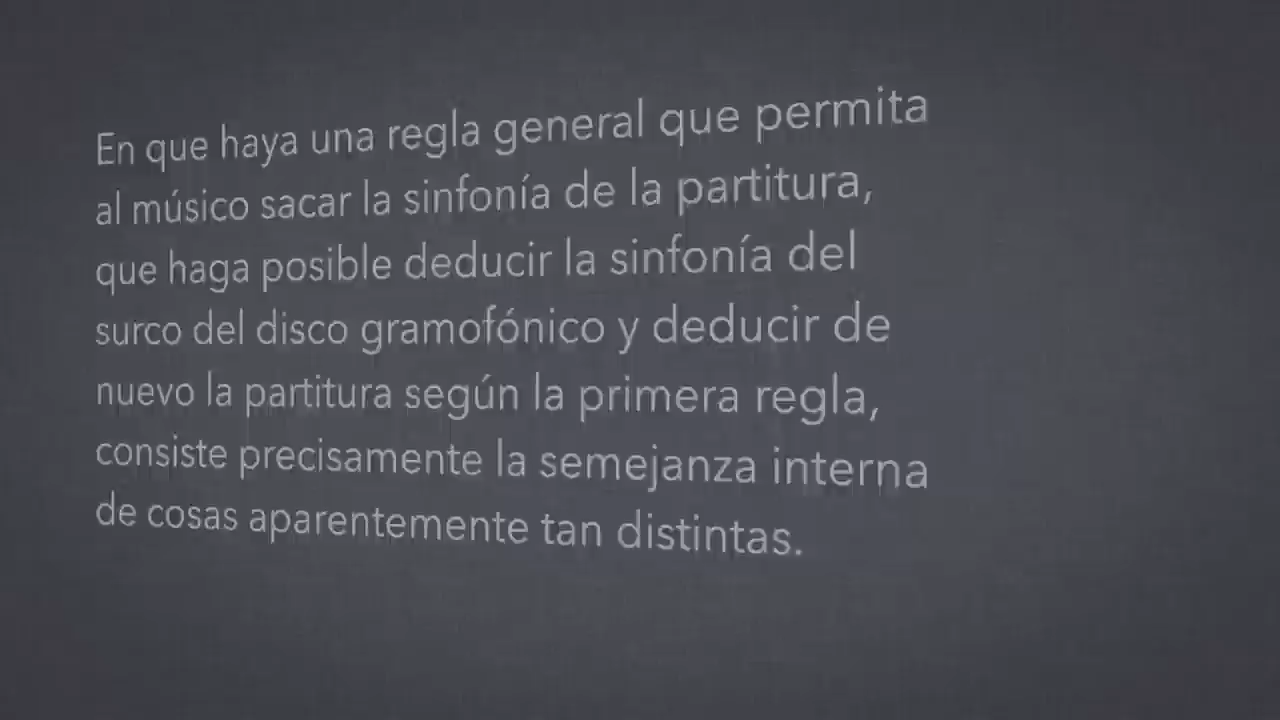 En que haya una regla general que permita
al músico sacar la sinfonía de la partitura,
que haga posible deducir la sinfonía del
surco del disco gramofónico y deducir de
nuevo la partitura según la primera regla,
consiste precisamente la semejanza interna
de cosas aparentemente tan distintas.